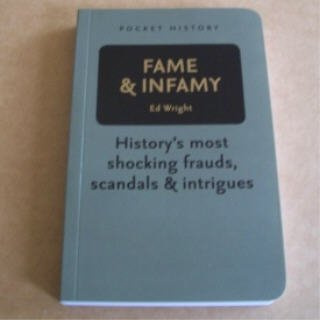 POCKET HISTORY
FAME
& INFAMY
Ed Wright
History's most
shocking frauds,
scandals & intrigues